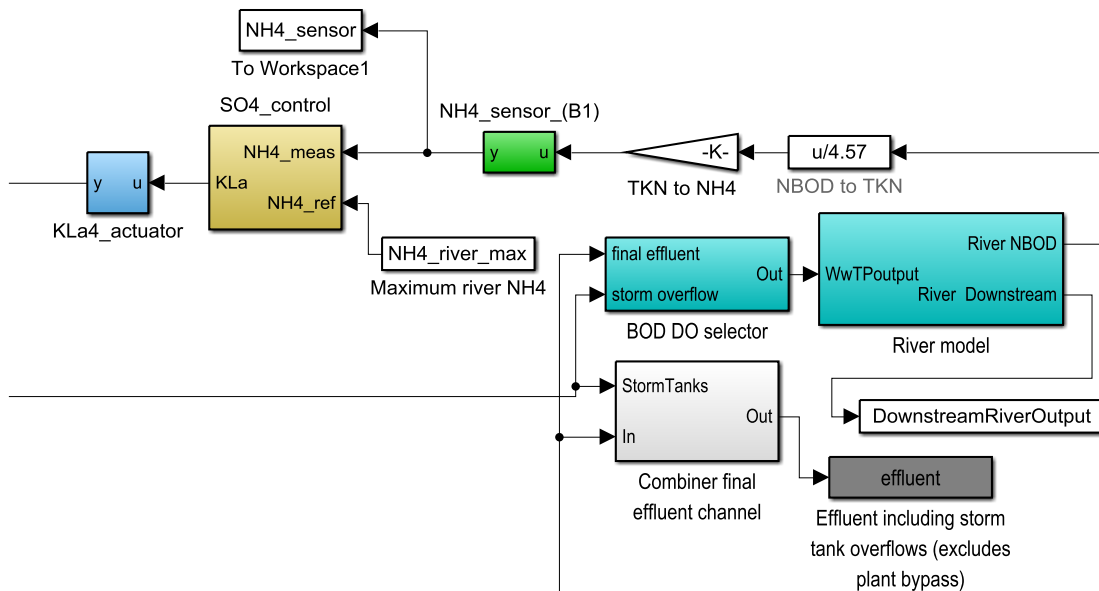 NH4_sensor
To Workspace1
SO4_control
NH4_sensor_(B1)
NH4_meas
KLa
NH4_ref
y u
KLa4_actuator
y u
-K-
TKN to NH4
u/4.57
NBOD to TKN
NH4_river_max
Maximum river NH4
final effluent
storm overflow
Out
BOD DO selector
WwTPoutput
River NBOD
River Downstream
River model
StormTanks
In
Out
Combiner final
effluent channel
DownstreamRiverOutput
effluent
Effluent including storm
tank overflows (excludes
plant bypass)